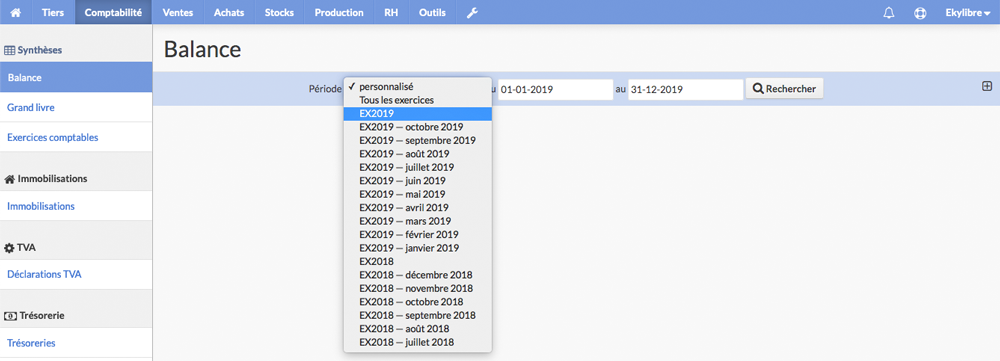 Tiers Comptabilité Ventes Achats Stocks Production RH Outils Ekylibre
Synthèses
Balance
Grand livre
Exercices comptables
Immobilisations
Immobilisations
TVA
Déclarations TVA
Trésorerie
Trésoreries
Balance
Période ✓ personnalisé u 01-01-2019 au 31-12-2019 Rechercher
Tous les exercices
EX2019
EX2019 — octobre 2019
EX2019 — septembre 2019
EX2019 — août 2019
EX2019 — juillet 2019
EX2019 — juin 2019
EX2019 — mai 2019
EX2019 — avril 2019
EX2019 — mars 2019
EX2019 — février 2019
EX2019 — janvier 2019
EX2018
EX2018 — décembre 2018
EX2018 — novembre 2018
EX2018 — octobre 2018
EX2018 — septembre 2018
EX2018 — août 2018
EX2018 — juillet 2018